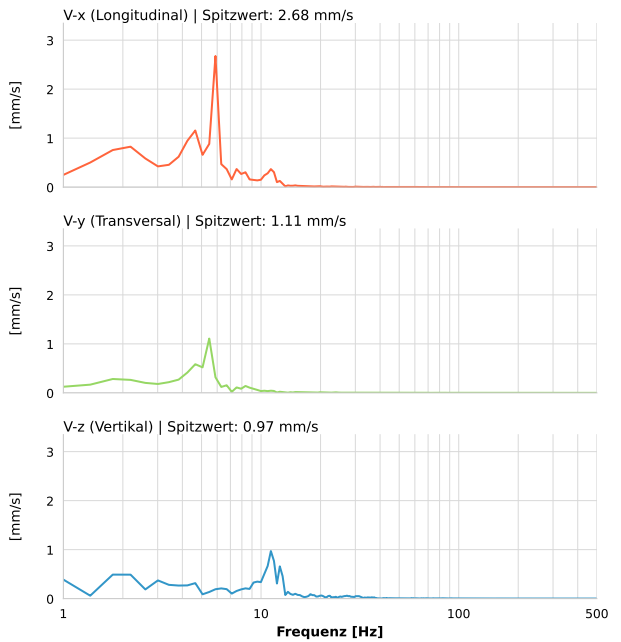 V-x (Longitudinal) | Spitzwert: 2.68 mm/s
3
2
1
0
[mm/s]
V-y (Transversal) | Spitzwert: 1.11 mm/s
3
2
1
0
[mm/s]
V-z (Vertikal) | Spitzwert: 0.97 mm/s
3
2
1
0
[mm/s]
1 10 100 500
Frequenz [Hz]